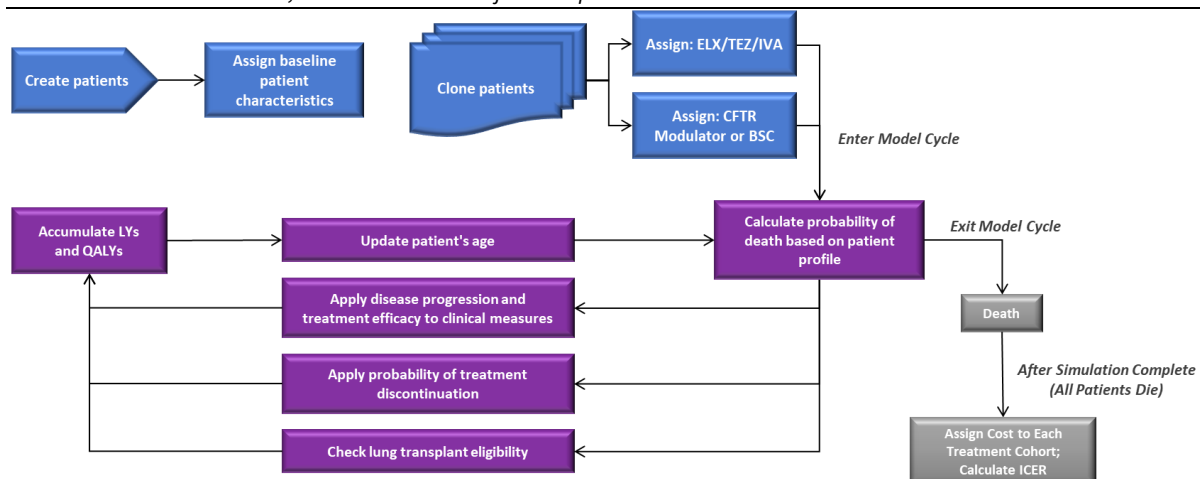 Create patients
Assign baseline
patient
characteristics
Clone patients
Assign: ELX/TEZ/IVA
Assign: CFTR
Modulator or BSC
Enter Model Cycle
Accumulate LYs
and QALYs
Update patient's age
Calculate probability of
death based on patient
profile
Exit Model Cycle
Apply disease progression and
treatment efficacy to clinical measures
Death
Apply probability of treatment
discontinuation
After Simulation Complete
(All Patients Die)
Check lung transplant eligibility
Assign Cost to Each
Treatment Cohort;
Calculate ICER